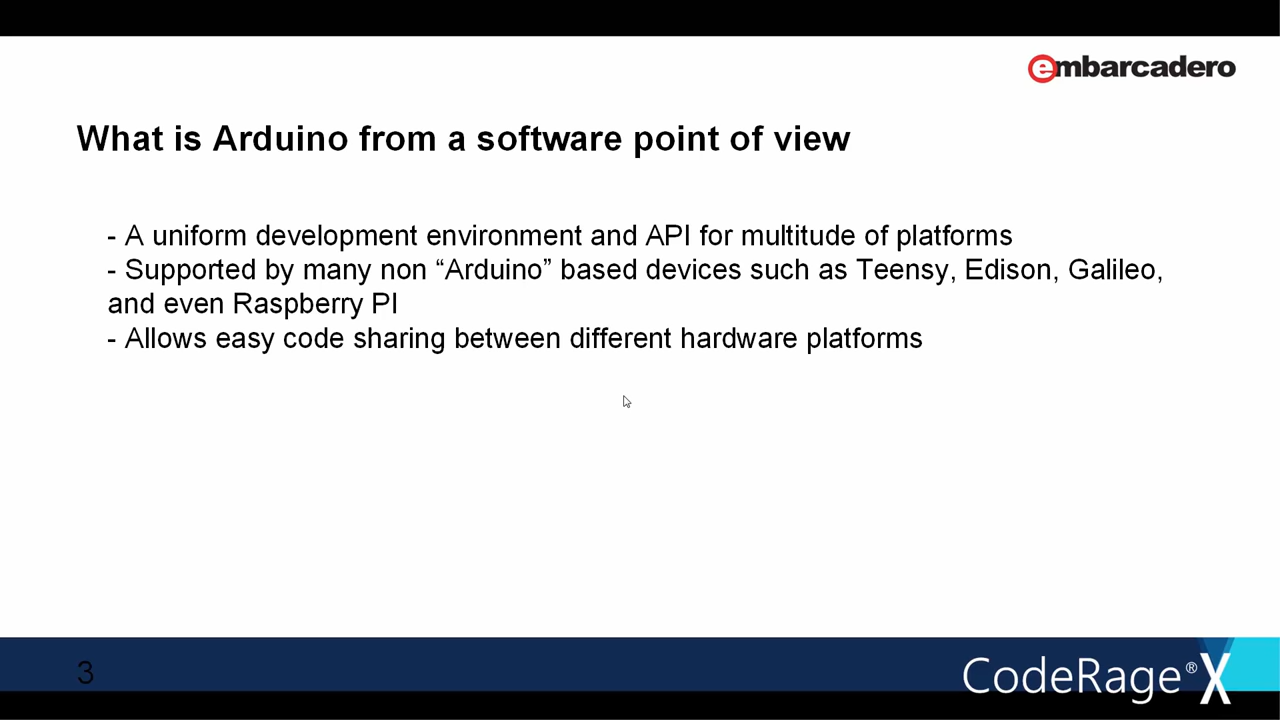 embarcadero
What is Arduino from a software point of view
- A uniform development environment and API for multitude of platforms
- Supported by many non “Arduino” based devices such as Teensy, Edison, Galileo,
and even Raspberry PI
- Allows easy code sharing between different hardware platforms
3
CodeRage® X